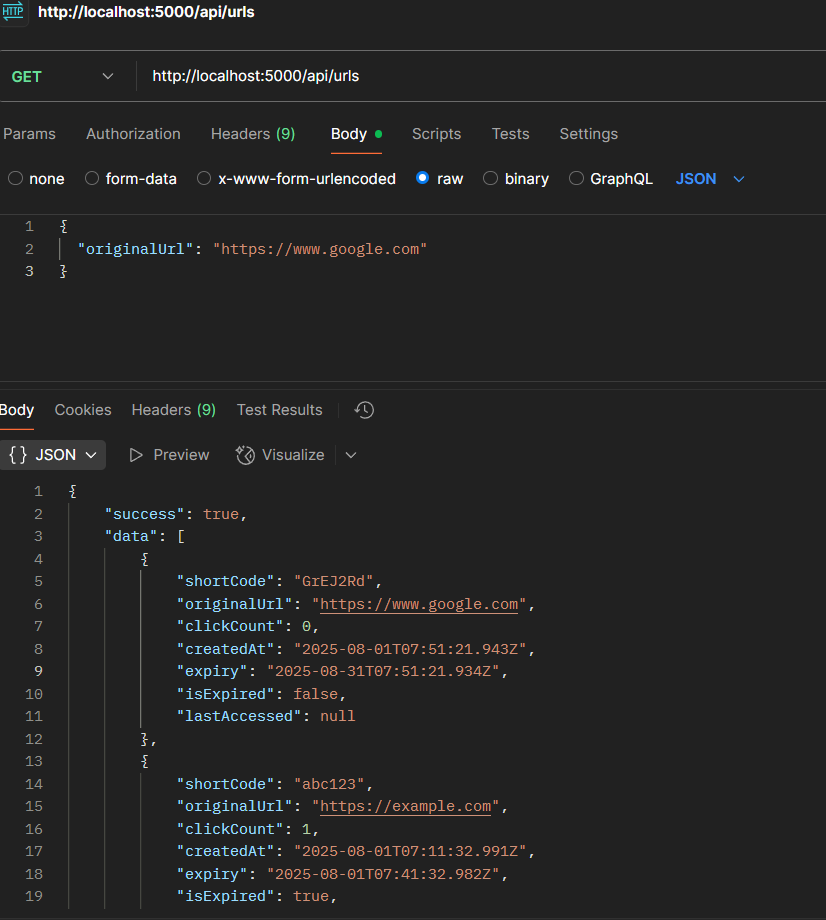 HTTP http://localhost:5000/api/urls
GET http://localhost:5000/api/urls
Params Authorization Headers (9) Body Scripts Tests Settings
none form-data x-www-form-urlencoded raw binary GraphQL JSON
1 {
2 "originalUrl": "https://www.google.com"
3 }
Body Cookies Headers (9) Test Results
{} JSON Preview Visualize
1 {
2 "success": true,
3 "data": [
4 {
5 "shortCode": "GrEJ2Rd",
6 "originalUrl": "https://www.google.com",
7 "clickCount": 0,
8 "createdAt": "2025-08-01T07:51:21.943Z",
9 "expiry": "2025-08-31T07:51:21.934Z",
10 "isExpired": false,
11 "lastAccessed": null
12 },
13 {
14 "shortCode": "abc123",
15 "originalUrl": "https://example.com",
16 "clickCount": 1,
17 "createdAt": "2025-08-01T07:11:32.991Z",
18 "expiry": "2025-08-01T07:41:32.982Z",
19 "isExpired": true,